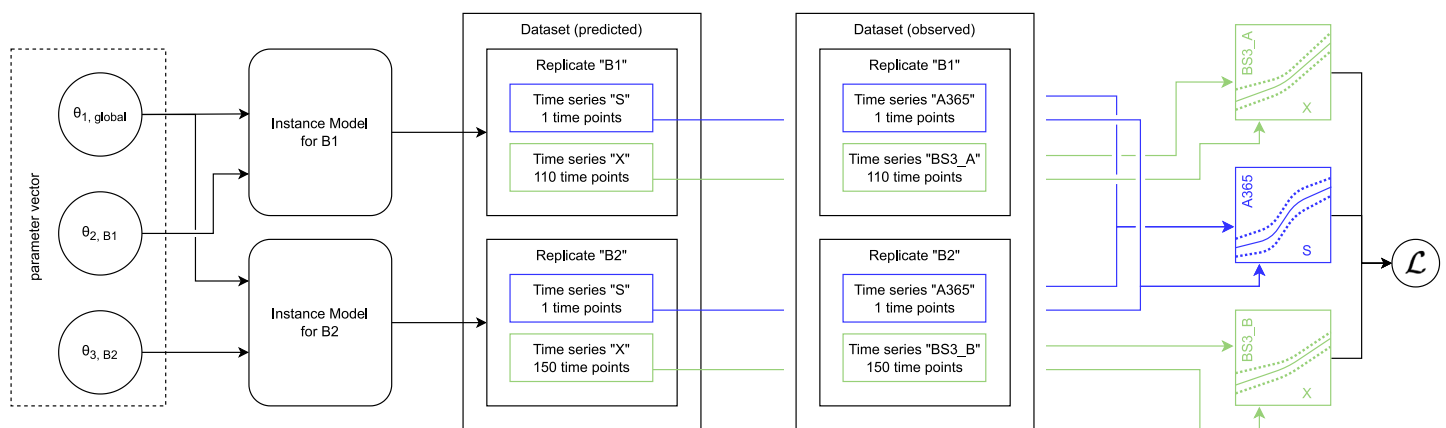 parameter vector
θ1, global
θ2, B1
θ3, B2
Instance Model
for B1
Instance Model
for B2
Dataset (predicted)
Replicate "B1"
Time series "S"
1 time points
Time series "X"
110 time points
Replicate "B2"
Time series "S"
1 time points
Time series "X"
150 time points
Dataset (observed)
Replicate "B1"
Time series "A365"
1 time points
Time series "BS3_A"
110 time points
Replicate "B2"
Time series "A365"
1 time points
Time series "BS3_B"
150 time points
BS3_A
X
A365
S
BS3_B
X
ℒ